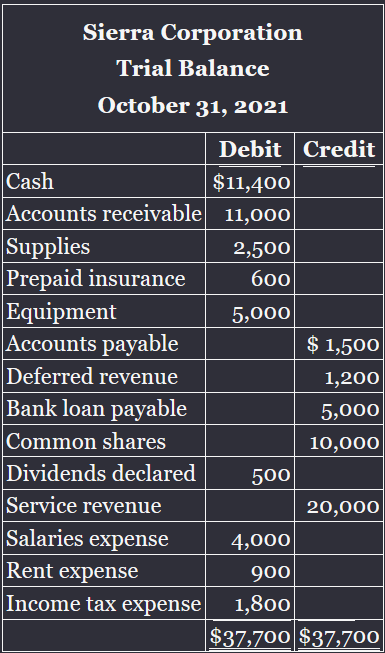 Sierra Corporation
Trial Balance
October 31, 2021
Debit Credit
Cash $11,400
Accounts receivable 11,000
Supplies 2,500
Prepaid insurance 600
Equipment 5,000
Accounts payable $ 1,500
Deferred revenue 1,200
Bank loan payable 5,000
Common shares 10,000
Dividends declared 500
Service revenue 20,000
Salaries expense 4,000
Rent expense 900
Income tax expense 1,800
$37,700 $37,700